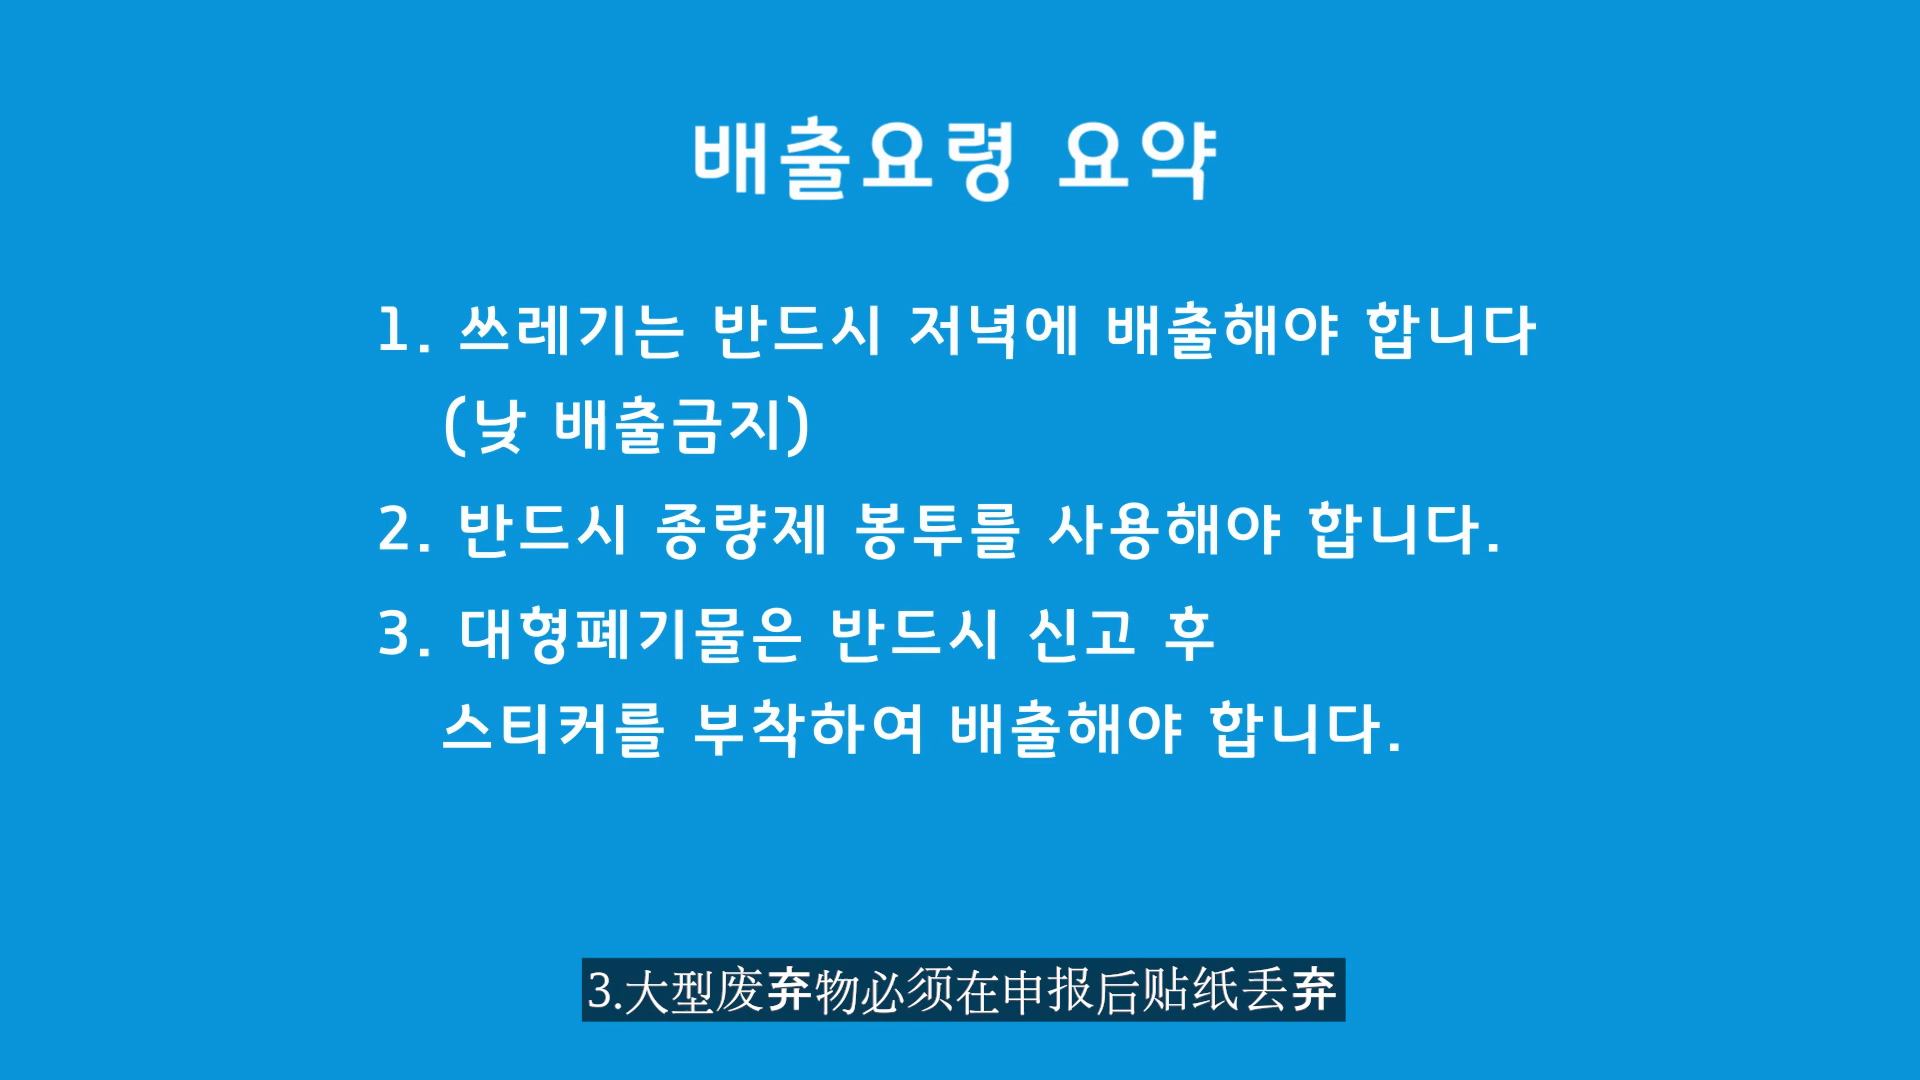 배출요령 요약
1. 쓰레기는 반드시 저녁에 배출해야 합니다
(낮 배출금지)
2. 반드시 종량제 봉투를 사용해야 합니다.
3. 대형폐기물은 반드시 신고 후
스티커를 부착하여 배출해야 합니다.
3.大型废弃物必须在申报后贴纸丢弃